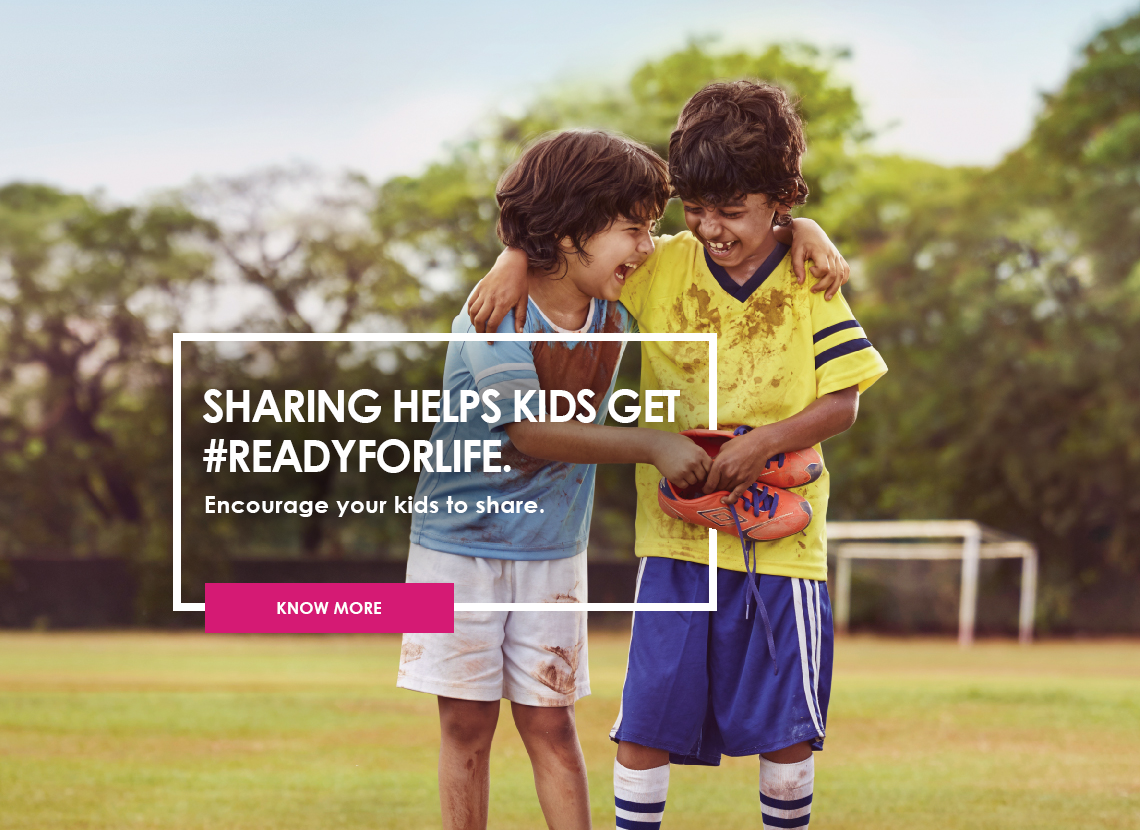 SHARING HELPS KIDS GET
#READYFORLIFE.
Encourage your kids to share.
KNOW MORE